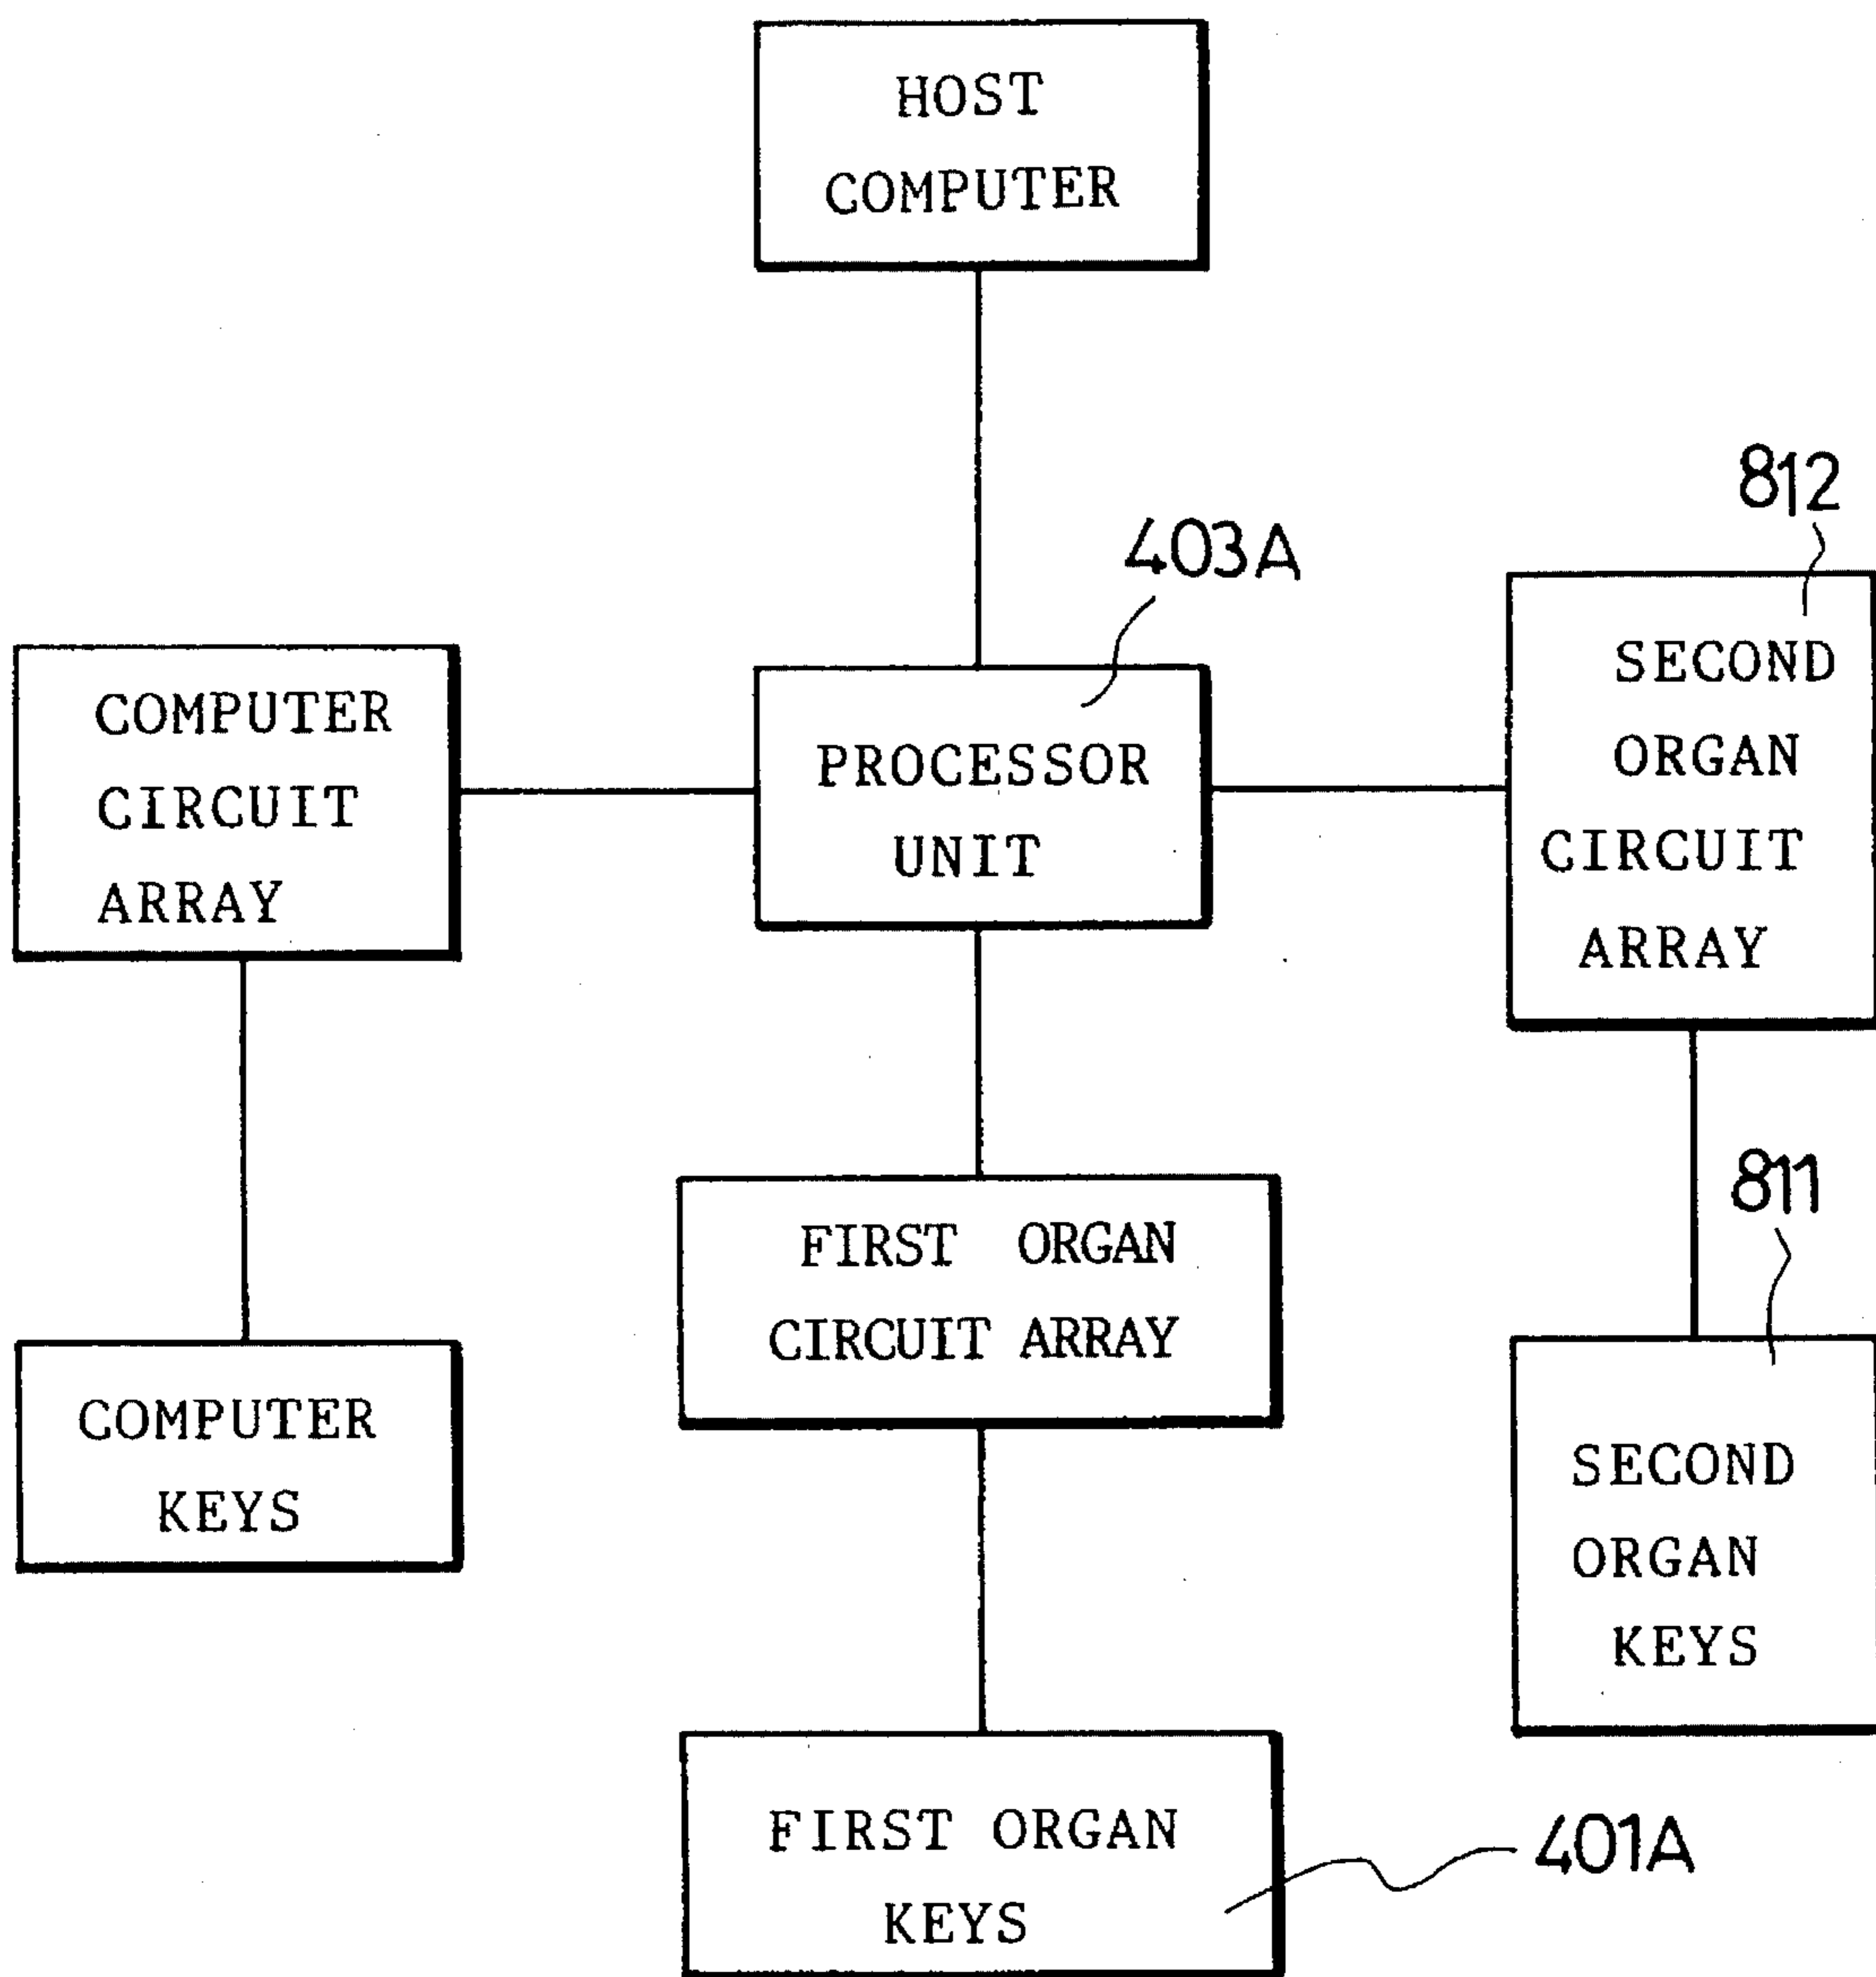 HOST
COMPUTER
812
403A
COMPUTER
CIRCUIT
ARRAY
PROCESSOR
UNIT
SECOND
ORGAN
CIRCUIT
ARRAY
811
FIRST ORGAN
CIRCUIT ARRAY
COMPUTER
KEYS
SECOND
ORGAN
KEYS
FIRST ORGAN
KEYS
401A